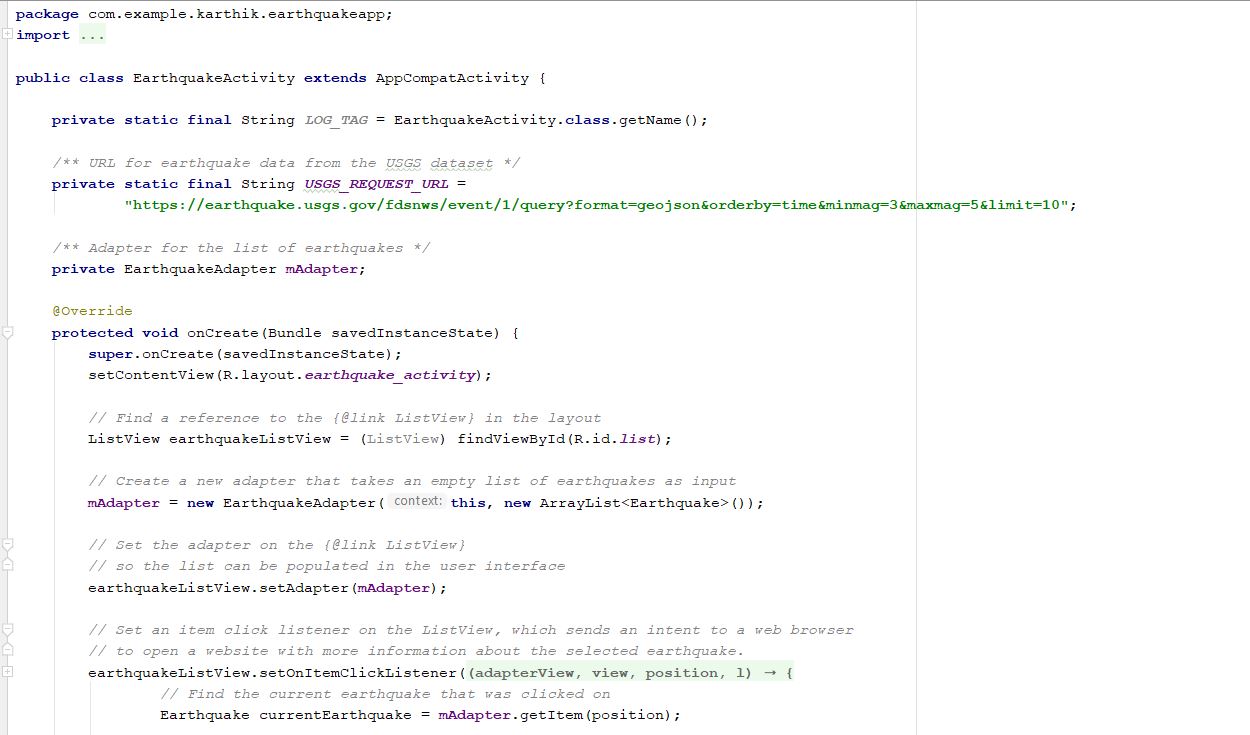 package com.example.karthik.earthquakeapp;
import ...
public class EarthquakeActivity extends AppCompatActivity {
private static final String LOG_TAG = EarthquakeActivity.class.getName();
/** URL for earthquake data from the USGS dataset */
private static final String USGS_REQUEST_URL =
"https://earthquake.usgs.gov/fdsnws/event/1/query?format=geojson&orderby=time&minmag=3&maxmag=5&limit=10";
/** Adapter for the list of earthquakes */
private EarthquakeAdapter mAdapter;
@Override
protected void onCreate(Bundle savedInstanceState) {
super.onCreate(savedInstanceState);
setContentView(R.layout.earthquake_activity);
// Find a reference to the {@link ListView} in the layout
ListView earthquakeListView = (ListView) findViewById(R.id.list);
// Create a new adapter that takes an empty list of earthquakes as input
mAdapter = new EarthquakeAdapter( context: this, new ArrayList<Earthquake>());
// Set the adapter on the {@link ListView}
// so the list can be populated in the user interface
earthquakeListView.setAdapter(mAdapter);
// Set an item click listener on the ListView, which sends an intent to a web browser
// to open a website with more information about the selected earthquake.
earthquakeListView.setOnItemClickListener((adapterView, view, position, l) → {
// Find the current earthquake that was clicked on
Earthquake currentEarthquake = mAdapter.getItem(position);